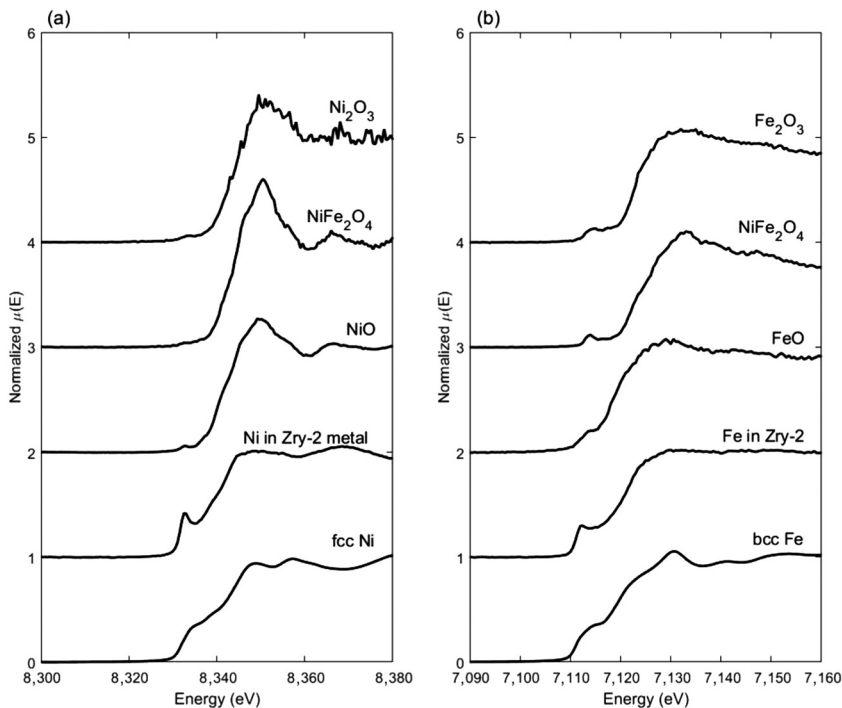 (a)
(b)
6
5
4
3
2
1
0
Normalized μ(E)
Ni2O3
NiFe2O4
NiO
Ni in Zry-2 metal
fcc Ni
8,300
8,320
8,340
8,360
8,380
Energy (eV)
6
5
4
3
2
1
0
Normalized μ(E)
Fe2O3
NiFe2O4
FeO
Fe in Zry-2
bcc Fe
7,090
7,100
7,110
7,120
7,130
7,140
7,150
7,160
Energy (eV)